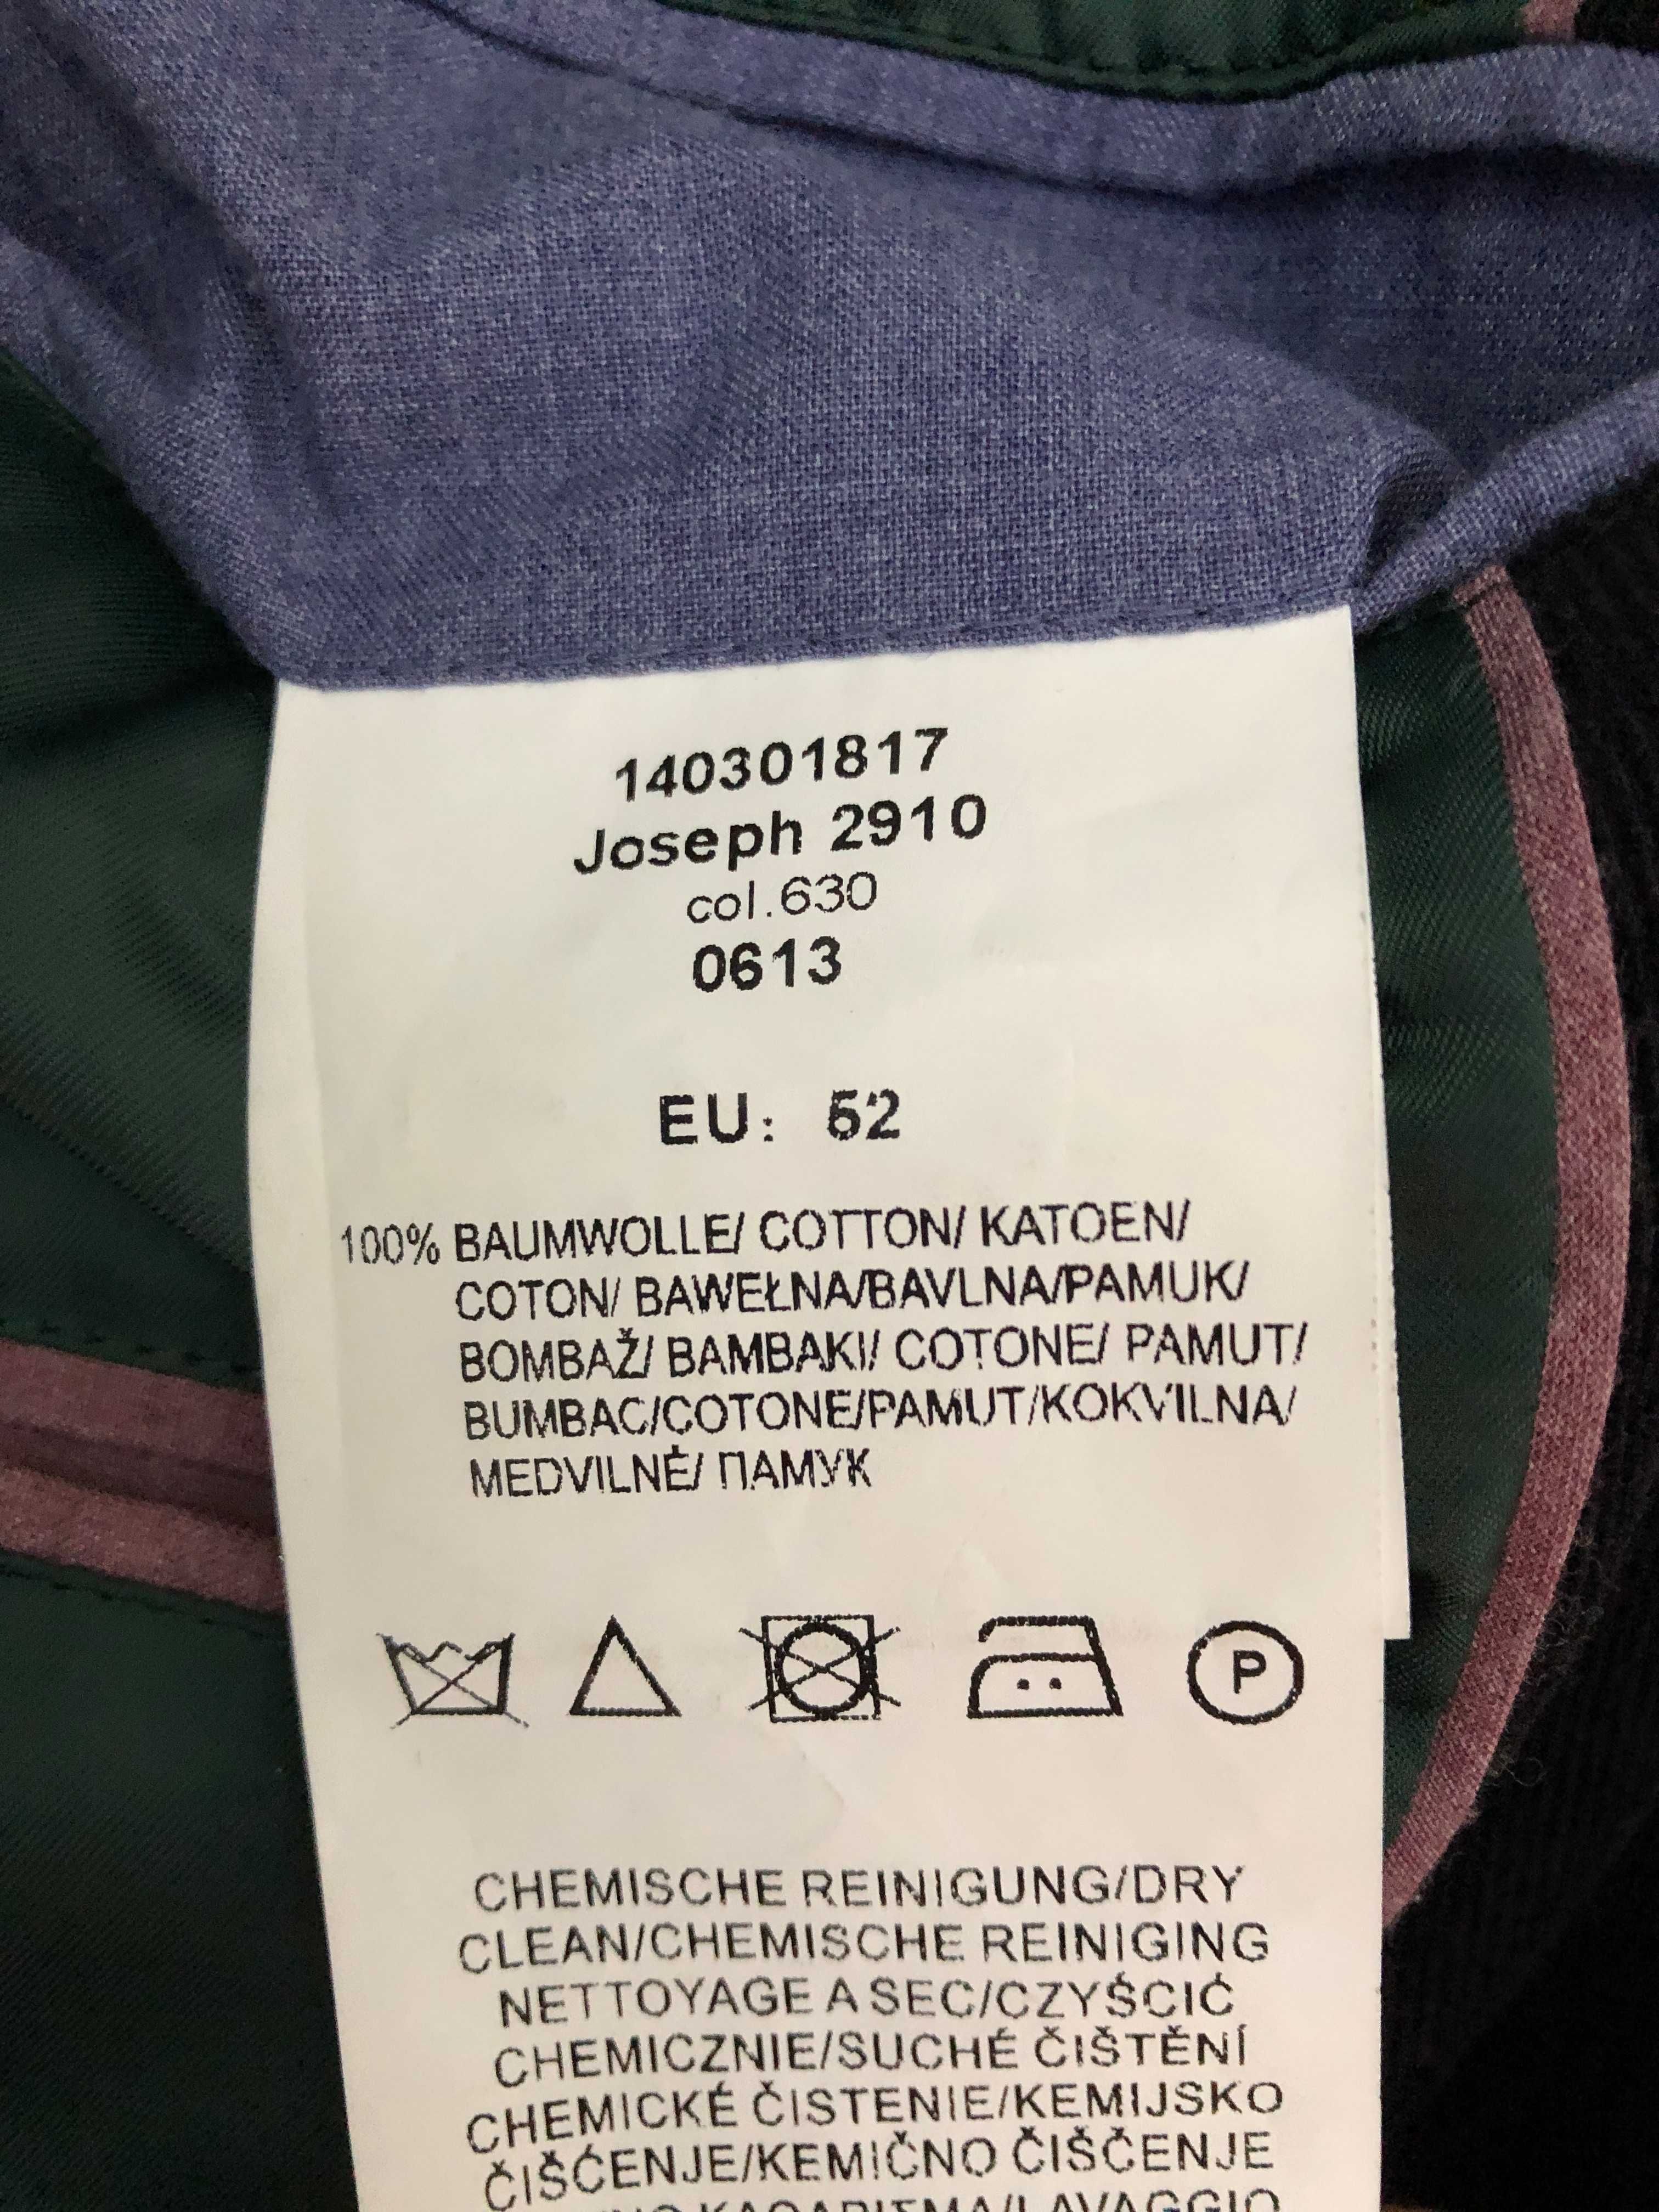 140301817
Joseph 2910
col.630
0613
EU: 52
100% BAUMWOLLE/ COTTON/ KATOEN/
COTON/ BAWEŁNA/BAVLNA/PAMUK/
BOMBAŽ/ BAMBAKI/ COTONE/ PAMUT/
BUMBAC/COTONE/PAMUT/KOKVILNA/
MEDVILNĖ/ ПАМУК
P
CHEMISCHE REINIGUNG/DRY
CLEAN/CHEMISCHE REINIGING
NETTOYAGE A SEC/CZYŚCIĆ
CHEMICZNIE/SUCHÉ ČIŠTĚNÍ
CHEMICKÉ ČISTENIE/KEMIJSKO
ČIŠĆENJE/KEMIČNO ČIŠČENJE
KAΘAPIΣMA/LAVAGGIO